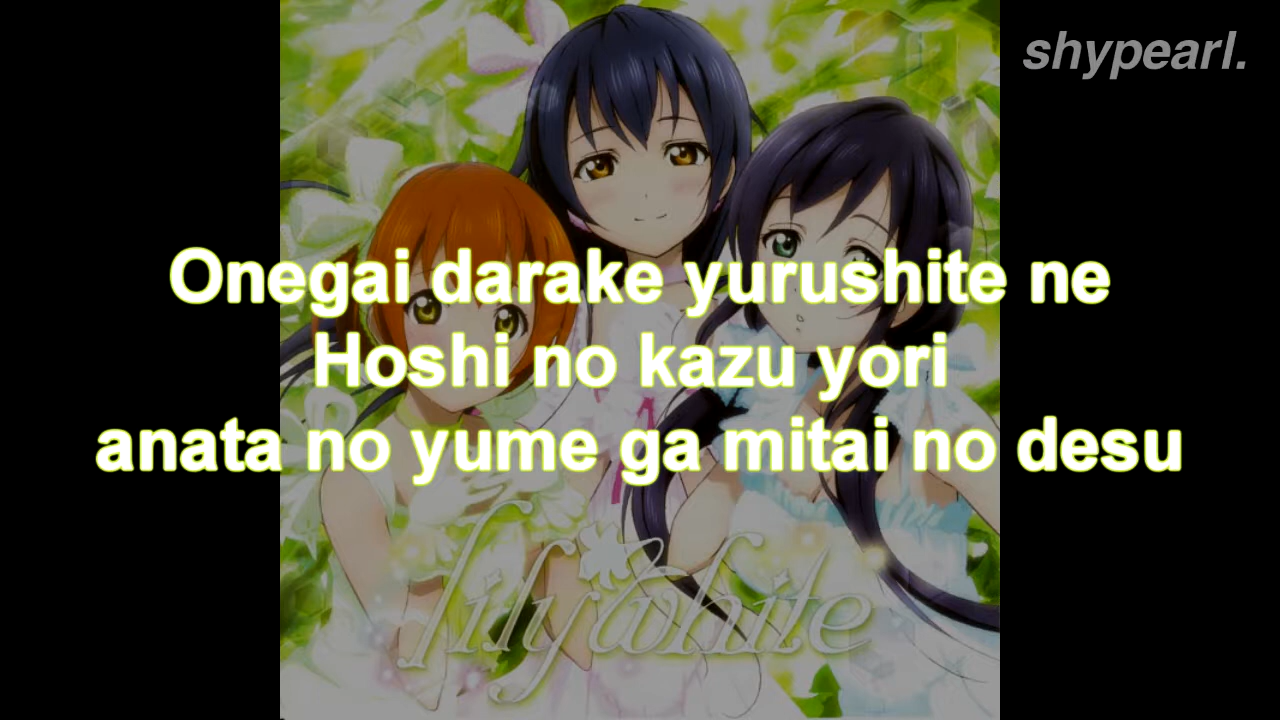 shypearl.
Onegai darake yurushite ne
Hoshi no kazu yori
anata no yume ga mitai no desu
lily white